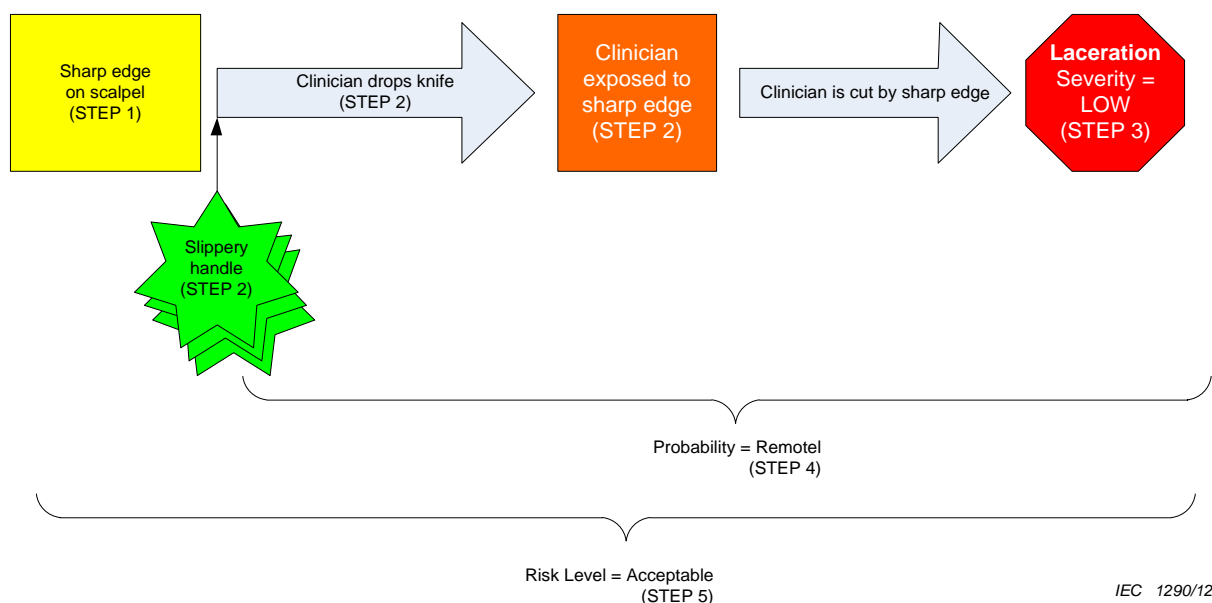 Sharp edge
on scalpel
(STEP 1)
Clinician drops knife
(STEP 2)
Clinician
exposed to
sharp edge
(STEP 2)
Clinician is cut by sharp edge
Laceration
Severity =
LOW
(STEP 3)
Slippery
handle
(STEP 2)
Probability = Remotel
(STEP 4)
Risk Level = Acceptable
(STEP 5)
IEC 1290/12